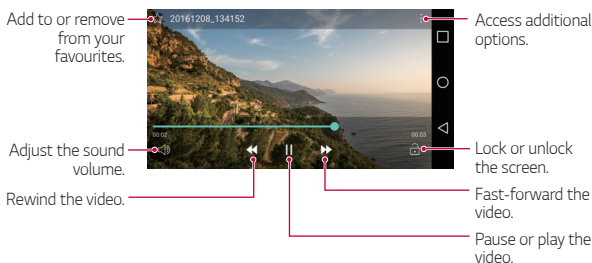 Add to or remove
from your
favourites.
20161208_134152
Access additional
options.
00:02
00:03
Adjust the sound
volume.
Lock or unlock
the screen.
Rewind the video.
Fast-forward the
video.
Pause or play the
video.